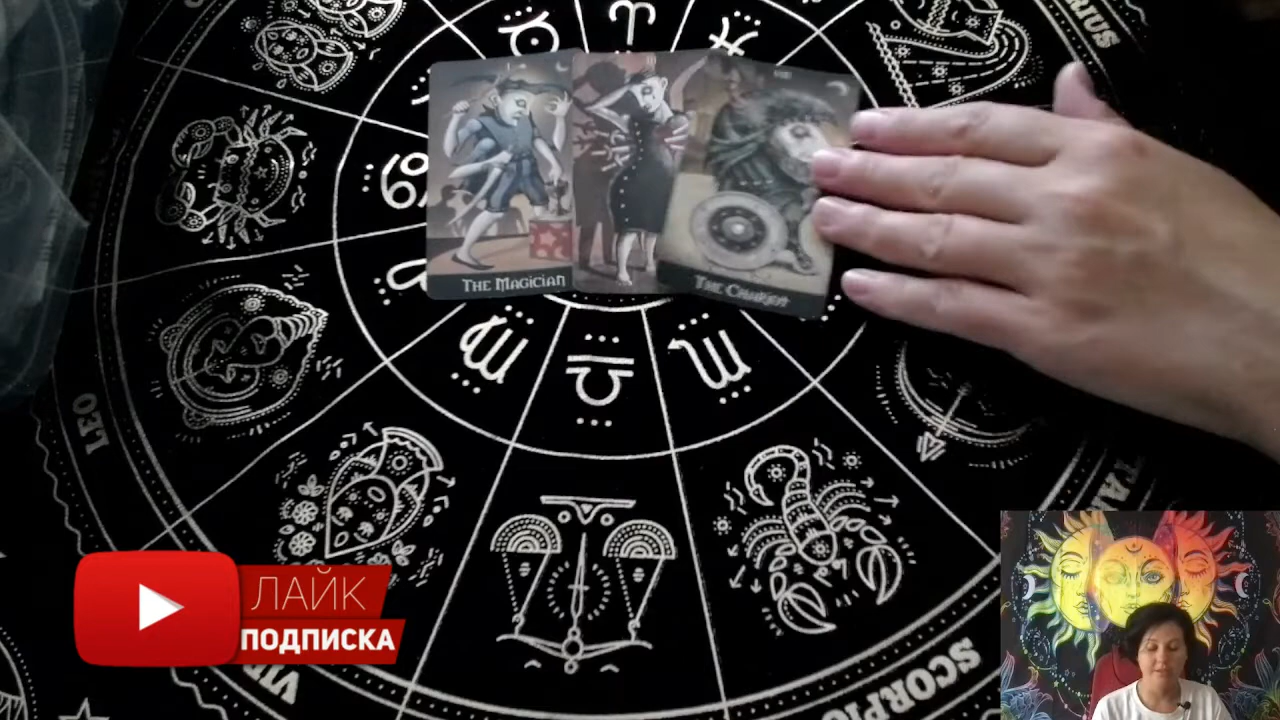 THE MAGICIAN
THE CHARIOT
LEO
ЛАЙК
ПОДПИСКА
SCORPIO